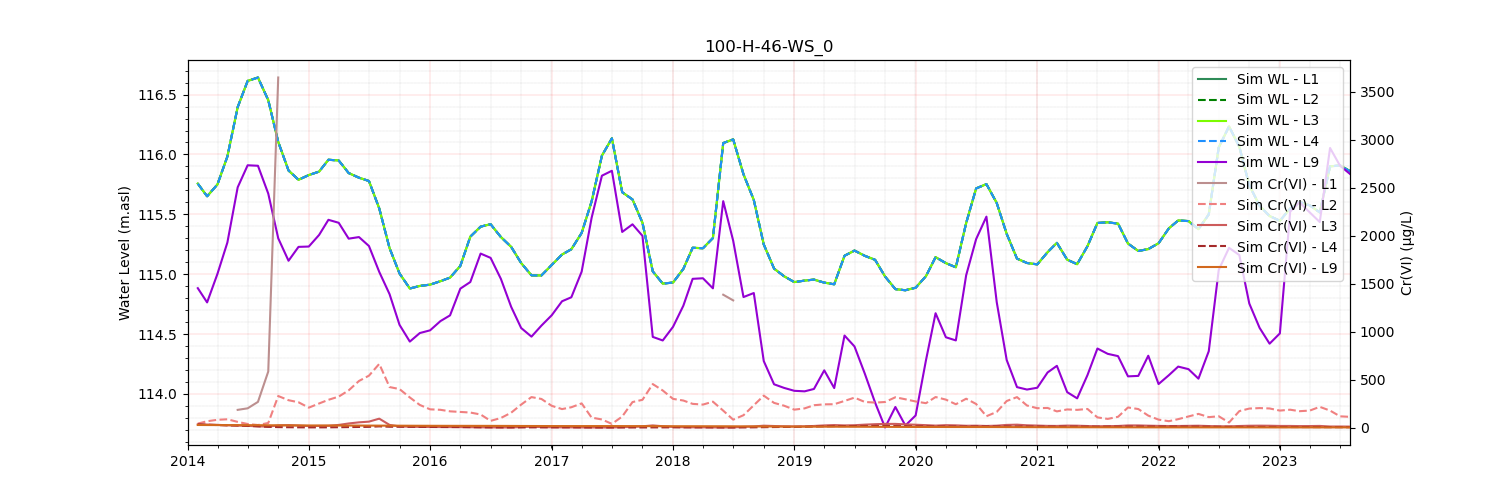 100-H-46-WS_0
Water Level (m.asl)
116.5
116.0
115.5
115.0
114.5
114.0
2014
2015
2016
2017
2018
2019
2020
2021
2022
2023
3500
3000
2500
2000
1500
1000
500
0
Cr(VI) (μg/L)
Sim WL - L1
Sim WL - L2
Sim WL - L3
Sim WL - L4
Sim WL - L9
Sim Cr(VI) - L1
Sim Cr(VI) - L2
Sim Cr(VI) - L3
Sim Cr(VI) - L4
Sim Cr(VI) - L9